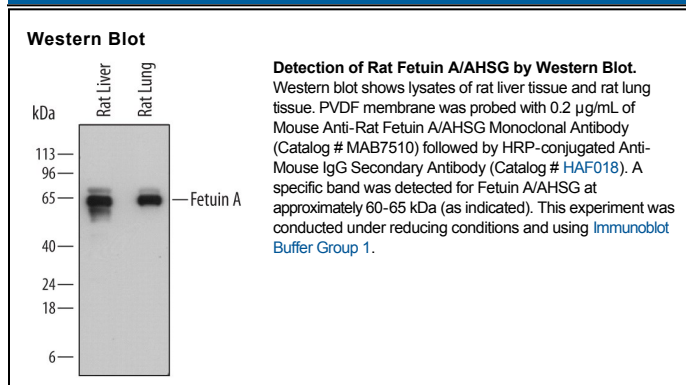 Western Blot
Rat Liver
Rat Lung
kDa
113
96
65
40
24
18
6
Fetuin A
Detection of Rat Fetuin A/AHSG by Western Blot.
Western blot shows lysates of rat liver tissue and rat lung
tissue. PVDF membrane was probed with 0.2 µg/mL of
Mouse Anti-Rat Fetuin A/AHSG Monoclonal Antibody
(Catalog # MAB7510) followed by HRP-conjugated Anti-
Mouse IgG Secondary Antibody (Catalog # HAF018). A
specific band was detected for Fetuin A/AHSG at
approximately 60-65 kDa (as indicated). This experiment was
conducted under reducing conditions and using Immunoblot
Buffer Group 1.